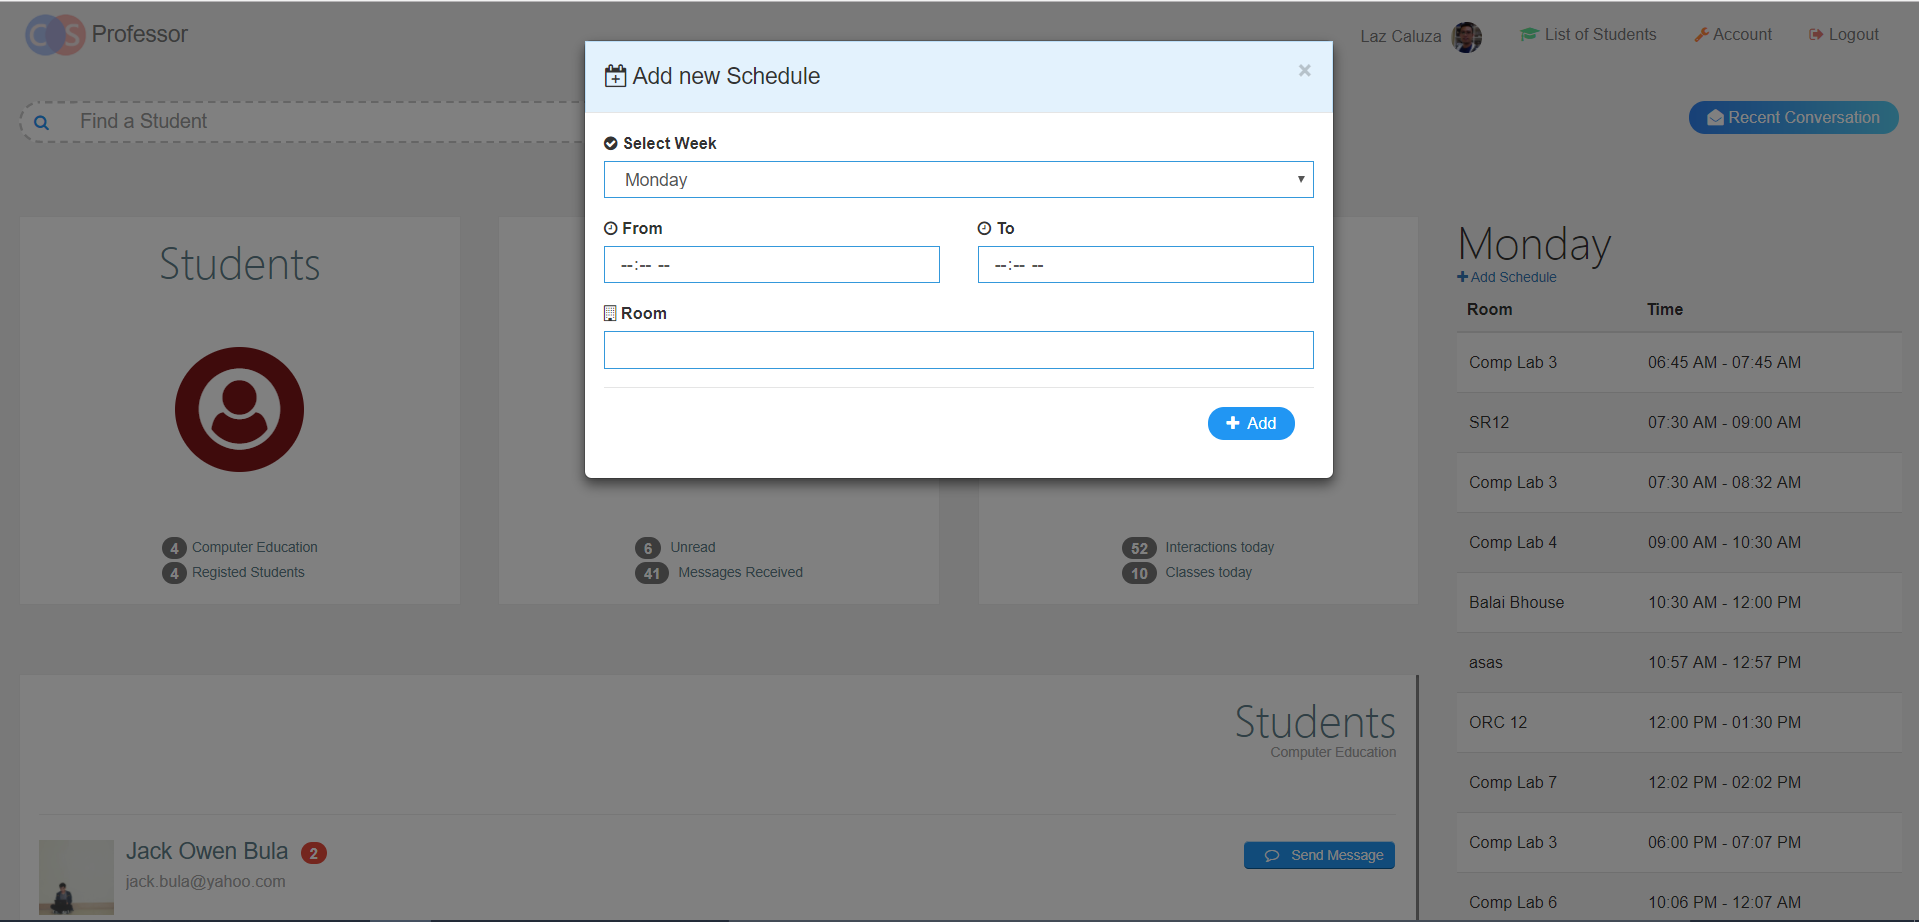 CS Professor
Laz Caluza
List of Students
Account
Logout
Find a Student
Recent Conversation
Add new Schedule
×
Select Week
Monday
From
To
--:-- --
--:-- --
Room
Add
Students
4 Computer Education
4 Registed Students
6 Unread
41 Messages Received
52 Interactions today
10 Classes today
Monday
Add Schedule
Room Time
Comp Lab 3 06:45 AM - 07:45 AM
SR12 07:30 AM - 09:00 AM
Comp Lab 3 07:30 AM - 08:32 AM
Comp Lab 4 09:00 AM - 10:30 AM
Balai Bhouse 10:30 AM - 12:00 PM
asas 10:57 AM - 12:57 PM
ORC 12 12:00 PM - 01:30 PM
Comp Lab 7 12:02 PM - 02:02 PM
Comp Lab 3 06:00 PM - 07:07 PM
Comp Lab 6 10:06 PM - 12:07 AM
Students
Computer Education
Jack Owen Bula 2
jack.bula@yahoo.com
Send Message